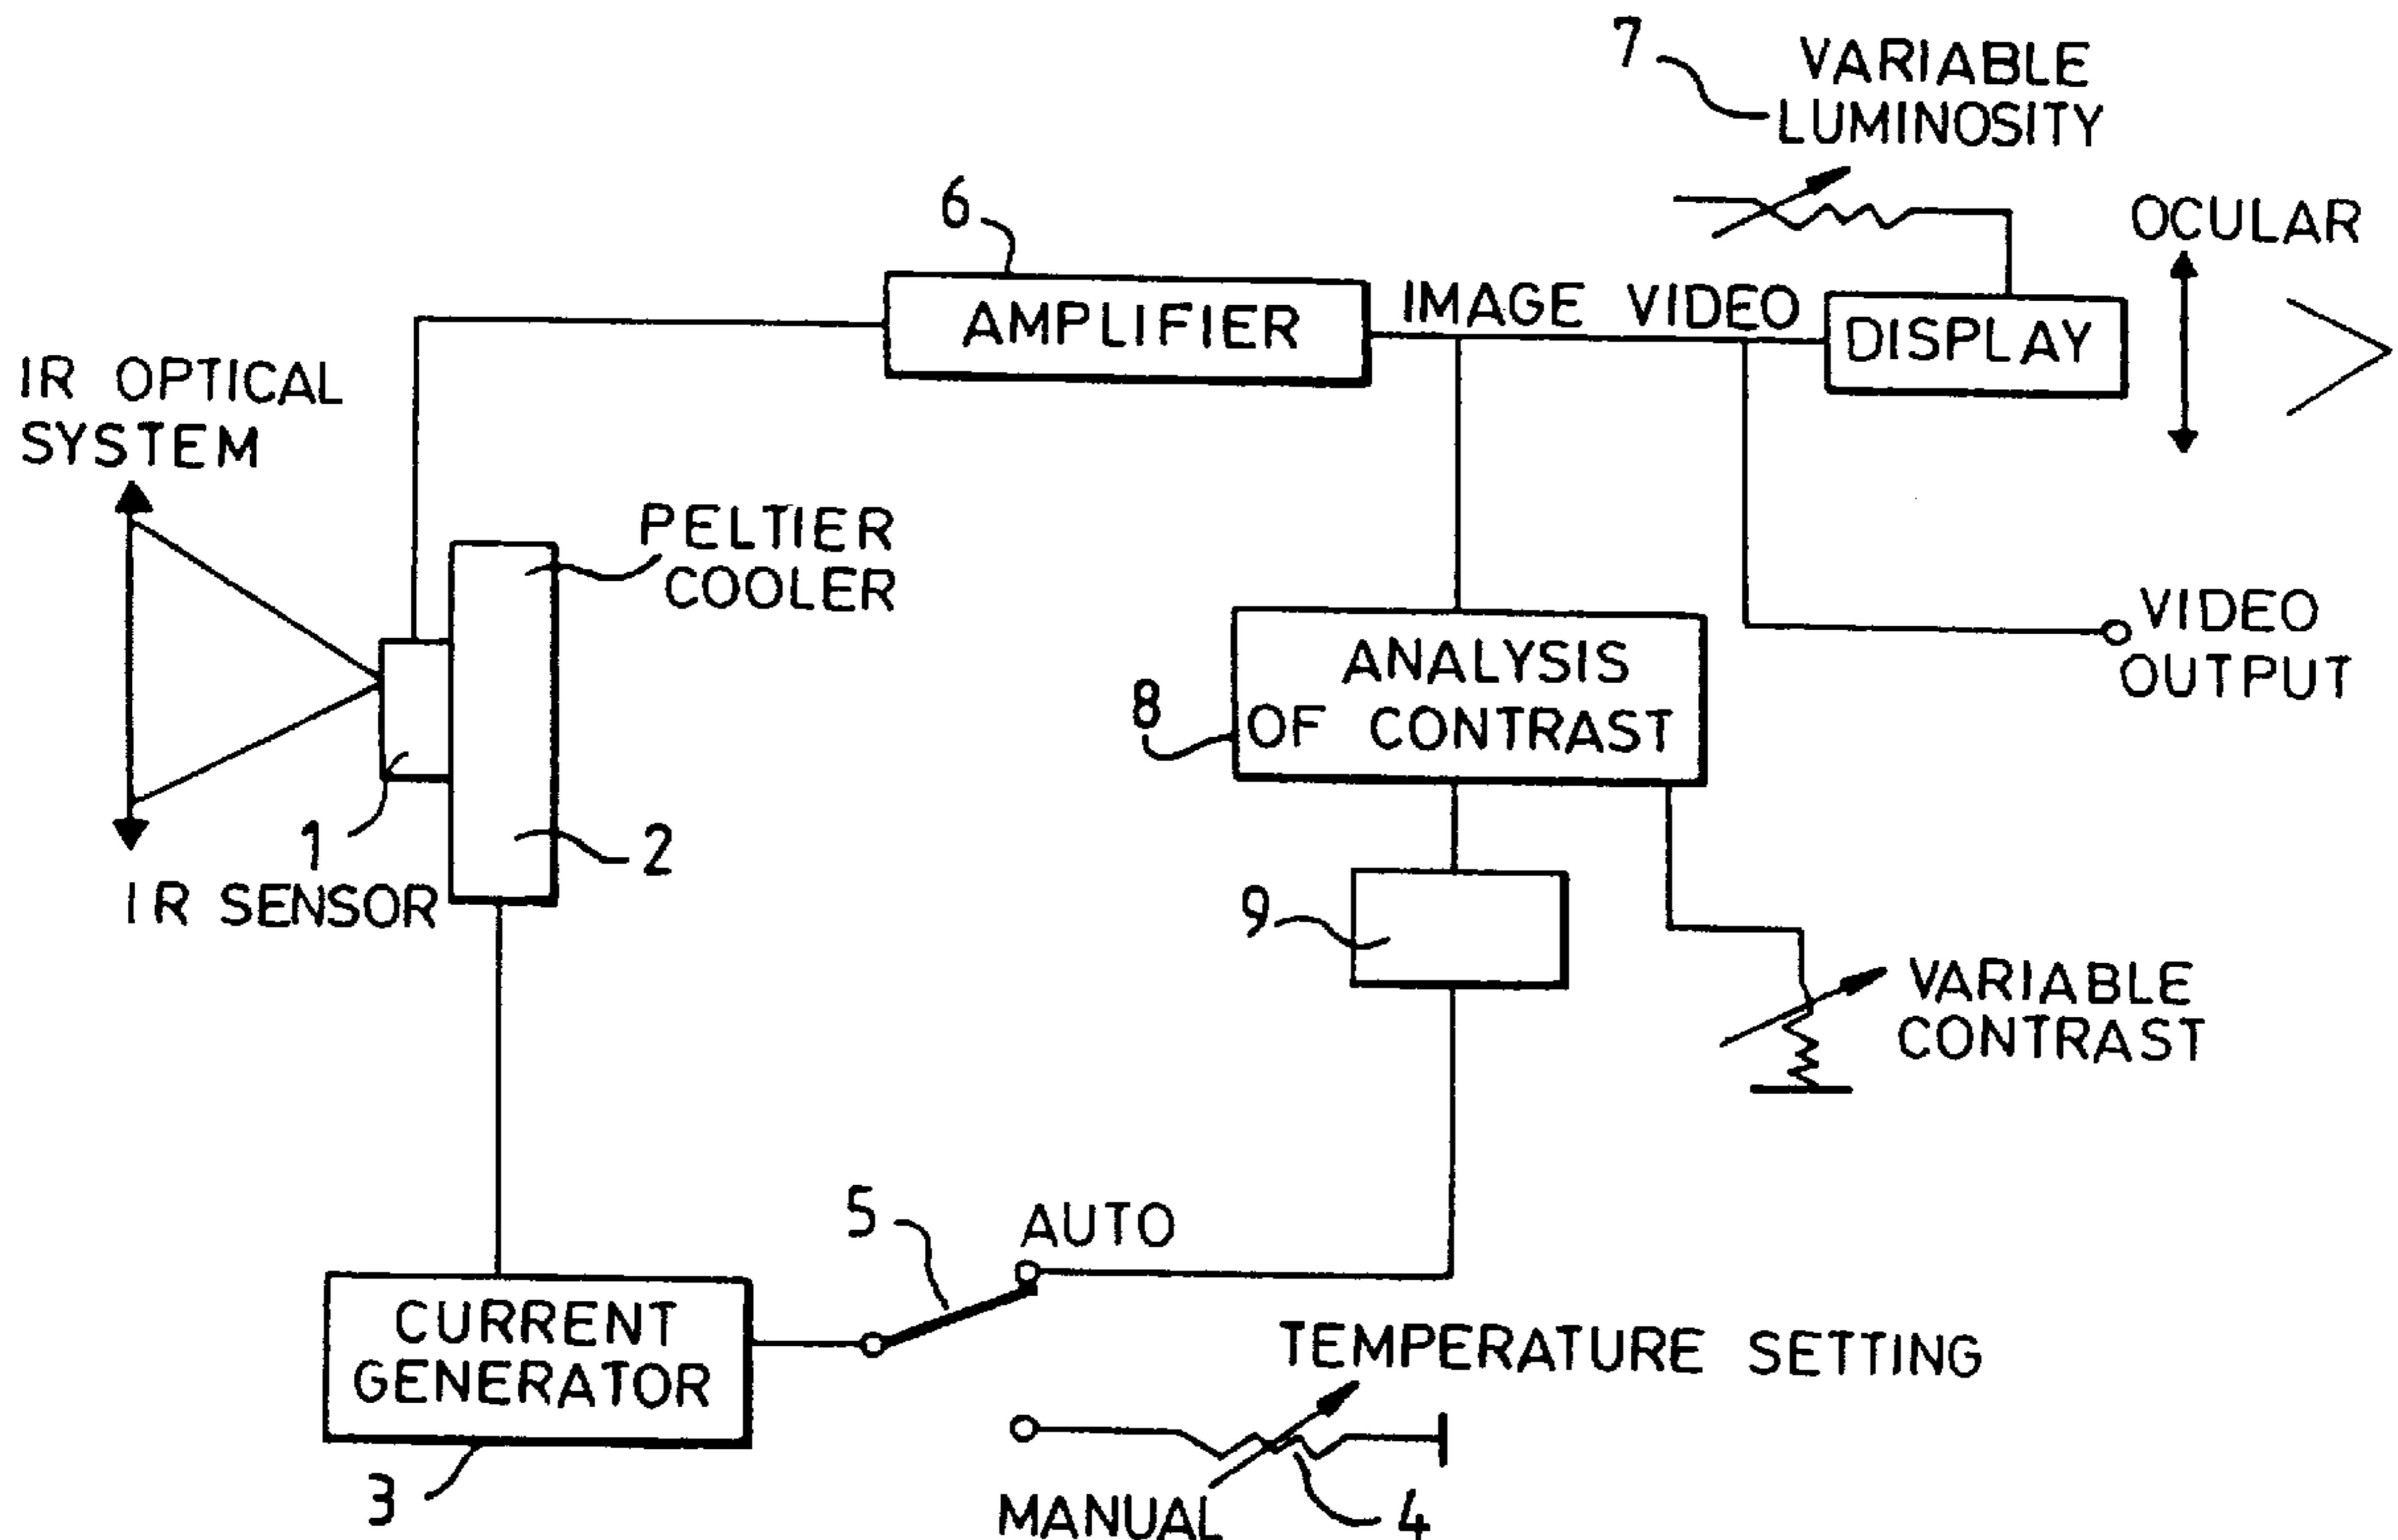 7
VARIABLE
LUMINOSITY
6
OCULAR
AMPLIFIER
IMAGE VIDEO
DISPLAY
IR OPTICAL
SYSTEM
PELTIER
COOLER
VIDEO
OUTPUT
ANALYSIS
OF CONTRAST
8
1
2
IR SENSOR
9
VARIABLE
CONTRAST
5
AUTO
CURRENT
GENERATOR
TEMPERATURE SETTING
3
MANUAL
4